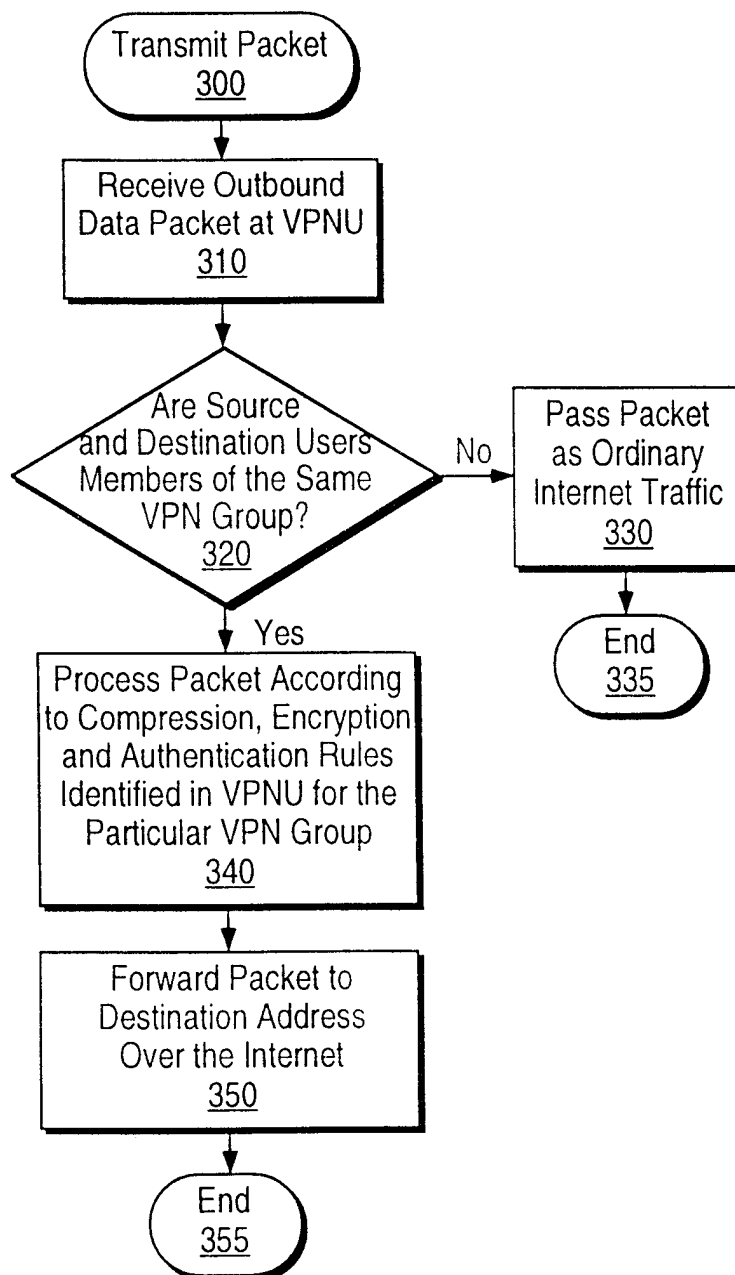 Transmit Packet
300
Receive Outbound
Data Packet at VPNU
310
Are Source
and Destination Users
Members of the Same
VPN Group?
320
No
Pass Packet
as Ordinary
Internet Traffic
330
End
335
Yes
Process Packet According
to Compression, Encryption
and Authentication Rules
Identified in VPNU for the
Particular VPN Group
340
Forward Packet to
Destination Address
Over the Internet
350
End
355